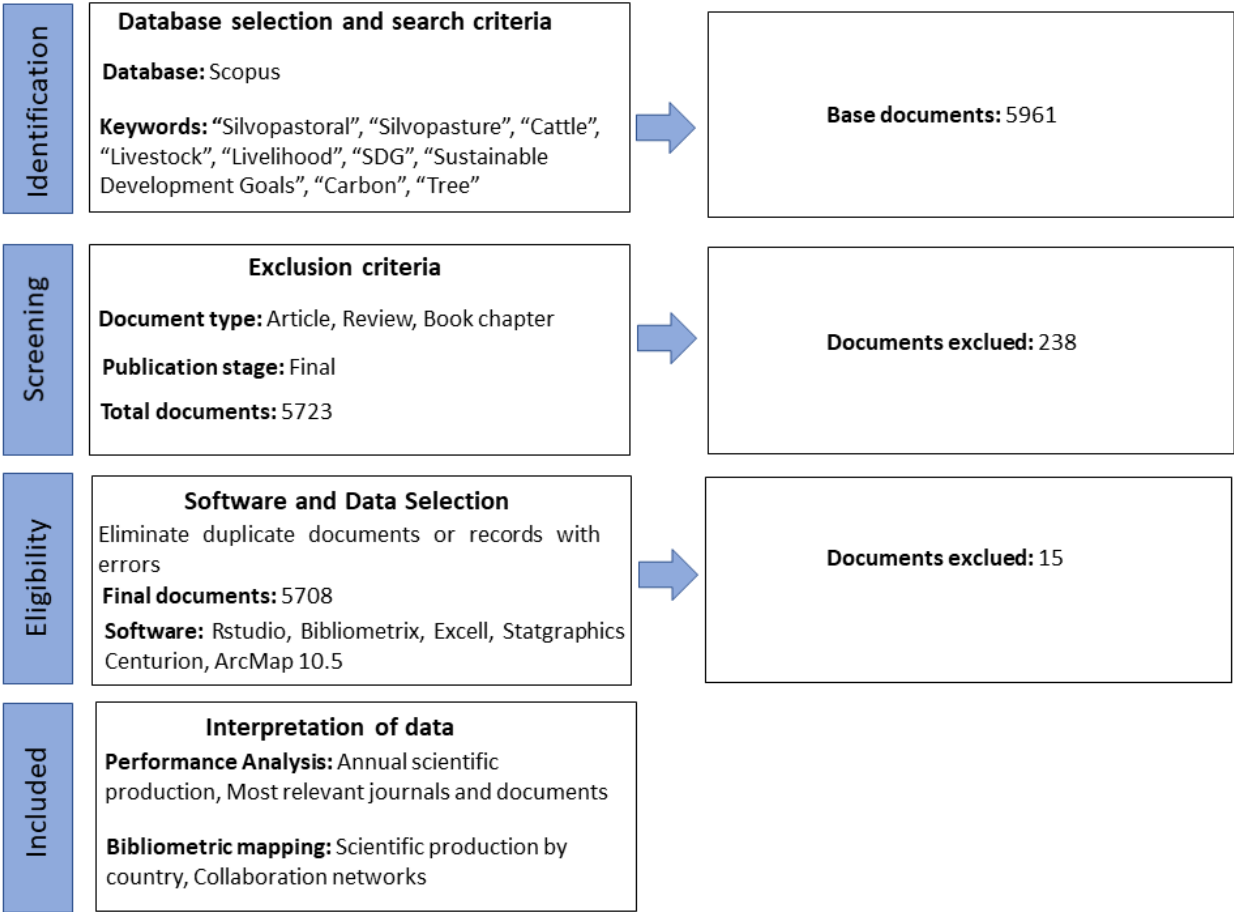 Identification
Database selection and search criteria
Database: Scopus
Keywords: “Silvopastoral”, “Silvopasture”, “Cattle”,
“Livestock”, “Livelihood”, “SDG”, “Sustainable
Development Goals”, “Carbon”, “Tree”
Base documents: 5961
Screening
Exclusion criteria
Document type: Article, Review, Book chapter
Publication stage: Final
Total documents: 5723
Documents exclued: 238
Eligibility
Software and Data Selection
Eliminate duplicate documents or records with
errors
Final documents: 5708
Software: Rstudio, Bibliometrix, Excell, Statgraphics
Centurion, ArcMap 10.5
Documents exclued: 15
Included
Interpretation of data
Performance Analysis: Annual scientific
production, Most relevant journals and documents
Bibliometric mapping: Scientific production by
country, Collaboration networks